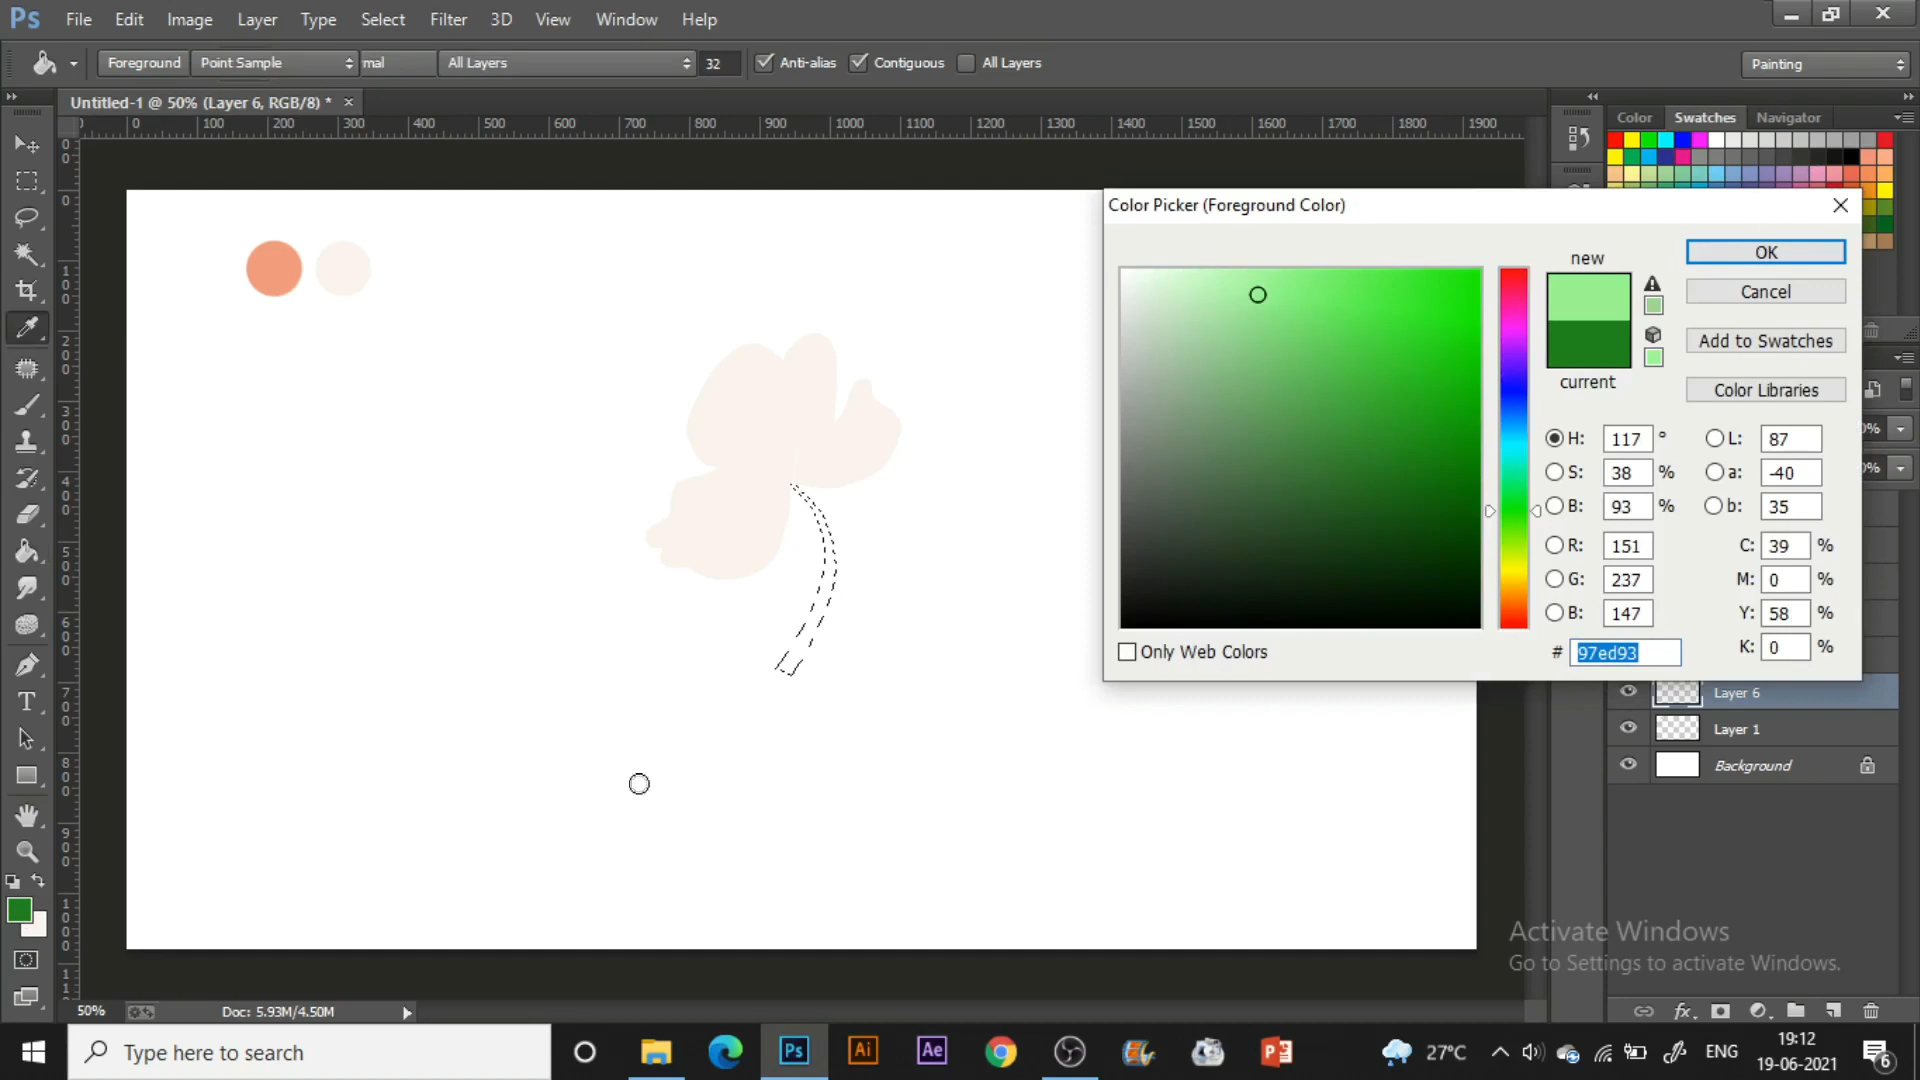 Ps File Edit Image Layer Type Select Filter 3D View Window Help
Foreground Point Sample mal All Layers 32 Anti-alias Contiguous All Layers Painting
Untitled-1 @ 50% (Layer 6, RGB/8) * ×
0 100 200 300 400 500 600 700 800 900 1000 1100 1200 1300 1400 1500 1600 1700 1800 1900
Color Swatches Navigator
Color Picker (Foreground Color)
new
current
OK
Cancel
Add to Swatches
Color Libraries
H: 117 °
S: 38 %
B: 93 %
R: 151
G: 237
B: 147
L: 87
a: -40
b: 35
C: 39 %
M: 0 %
Y: 58 %
K: 0 %
# 97ed93
Only Web Colors
Layer 6
Layer 1
Background
Activate Windows
Go to Settings to activate Windows.
50% Doc: 5.93M/4.50M
Type here to search
Ps Ai Ae
27°C
ENG
19:12
19-06-2021
6